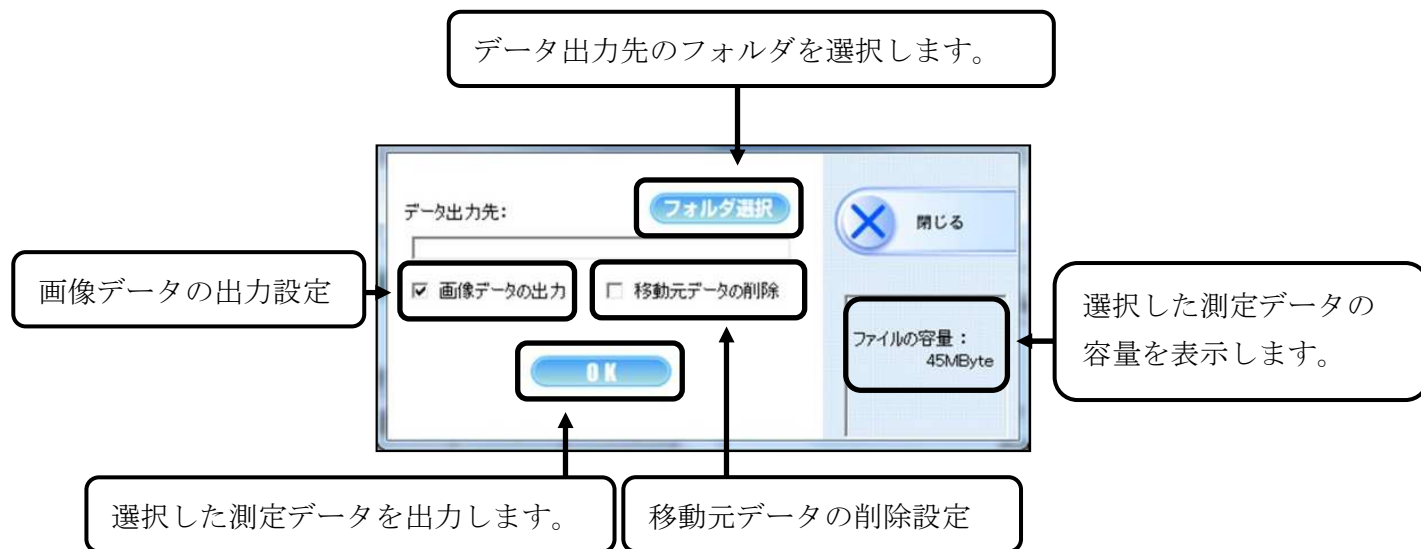 データ出力先のフォルダを選択します。
データ出力先:
フォルダ選択
閉じる
画像データの出力設定
画像データの出力
移動元データの削除
ファイルの容量:
45MByte
選択した測定データの
容量を表示します。
OK
選択した測定データを出力します。
移動元データの削除設定